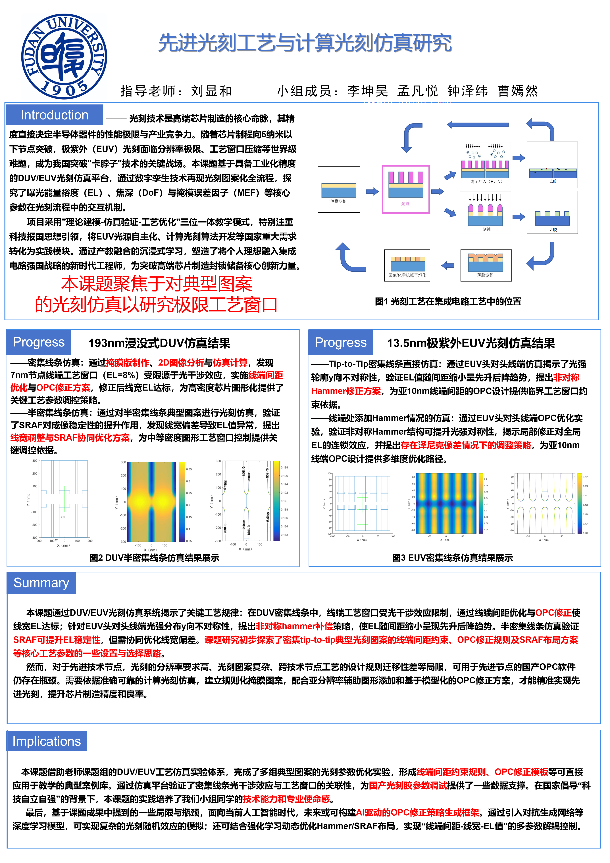 FUDAN UNIVERSITY
1905
先进光刻工艺与计算光刻仿真研究
指导老师：刘显和 小组成员：李坤昊 孟凡悦 钟泽纬 曹嫣然
Introduction
—— 光刻技术是高端芯片制造的核心命脉，其精
度直接决定半导体器件的性能极限与产业竞争力。随着芯片制程向5纳米以
下节点突破，极紫外（EUV）光刻面临分辨率极限、工艺窗口压缩等世界级
难题，成为我国突破“卡脖子”技术的关键战场。本课题基于具备工业化精度
的DUV/EUV光刻仿真平台，通过数字孪生技术再现光刻图案化全流程，探
究了曝光能量裕度（EL）、焦深（DoF）与掩模误差因子（MEF）等核心
参数在光刻流程中的交互机制。
项目采用“理论建模-仿真验证-工艺优化”三位一体教学模式，特别注重
科技报国思想引领，将EUV光源自主化、计算光刻算法开发等国家重大需求
转化为实践模块，通过产教融合的沉浸式学习，塑造了将个人理想融入集成
电路强国战略的新时代工程师，为突破高端芯片制造封锁储备核心创新力量。
本课题聚焦于对典型图案
的光刻仿真以研究极限工艺窗口
图1 光刻工艺在集成电路工艺中的位置
Progress
193nm浸没式DUV仿真结果
——密集线条仿真：通过掩膜版制作、2D图像分析与仿真计算，发现
7nm节点线端工艺窗口（EL=8%）受限源于光干涉效应，实施线端间距
优化与OPC修正方案，修正后线宽EL达标，为高密度芯片图形化提供了
关键工艺参数调控策略。
——半密集线条仿真：通过对半密集线条典型图案进行光刻仿真，验证
了SRAF对成像稳定性的提升作用，发现线宽偏差导致EL值异常，提出
线宽调整与SRAF协同优化方案，为中等密度图形工艺窗口控制提供关
键调控依据。
图2 DUV半密集线条仿真结果展示
Progress
13.5nm极紫外EUV光刻仿真结果
——Tip-to-Tip密集线条直接仿真：通过EUV头对头线端仿真揭示了光强
轮廓y向不对称性，验证EL值随间距缩小呈先升后降趋势，提出非对称
Hammer修正方案，为亚10nm线端间距的OPC设计提供临界工艺窗口约
束依据。
——线端处添加Hammer情况的仿真：通过EUV头对头线端OPC优化实
验，验证非对称Hammer结构可提升光强对称性，揭示局部修正对全局
EL的连锁效应，并提出存在泽尼克像差情况下的调整策略，为亚10nm
线端OPC设计提供多维度优化路径。
图3 EUV密集线条仿真结果展示
Summary
本课题通过DUV/EUV光刻仿真系统揭示了关键工艺规律：在DUV密集线条中，线端工艺窗口受光干涉效应限制，通过线端间距优化与OPC修正使
线宽EL达标；针对EUV头对头线端光强分布y向不对称性，提出非对称hammer补偿策略，使EL随间距缩小呈现先升后降趋势。半密集线条仿真验证
SRAF可提升EL稳定性，但需协同优化线宽偏差。课题研究初步探索了密集tip-to-tip典型光刻图案的线端间距约束、OPC修正规则及SRAF布局方案
等核心工艺参数的一些设置与选择思路。
然而，对于先进技术节点，光刻的分辨率要求高、光刻图案复杂、跨技术节点工艺的设计规则迁移性差等局限，可用于先进节点的国产OPC软件
仍存在瓶颈。需要依据准确可靠的计算光刻仿真，建立规则化掩膜图案，配合亚分辨率辅助图形添加和基于模型化的OPC修正方案，才能精准实现先
进光刻，提升芯片制造精度和良率。
Implications
本课题借助老师课题组的DUV/EUV工艺仿真实验体系，完成了多组典型图案的光刻参数优化实验，形成线端间距约束规则、OPC修正模板等可直接
应用于教学的典型案例库，通过仿真平台验证了密集线条光干涉效应与工艺窗口的关联性，为国产光刻胶参数调试提供了一些数据支撑。在国家倡导“科
技自立自强”的背景下，本课题的实践培养了我们小组同学的技术能力和专业使命感。
最后，基于课题成果中提到的一些局限与瓶颈，面向当前人工智能时代，未来或可构建AI驱动的OPC修正策略生成框架，通过引入对抗生成网络等
深度学习模型，可实现复杂的光刻随机效应的模拟；还可结合强化学习动态优化Hammer/SRAF布局，实现“线端间距-线宽-EL值”的多参数解耦控制。